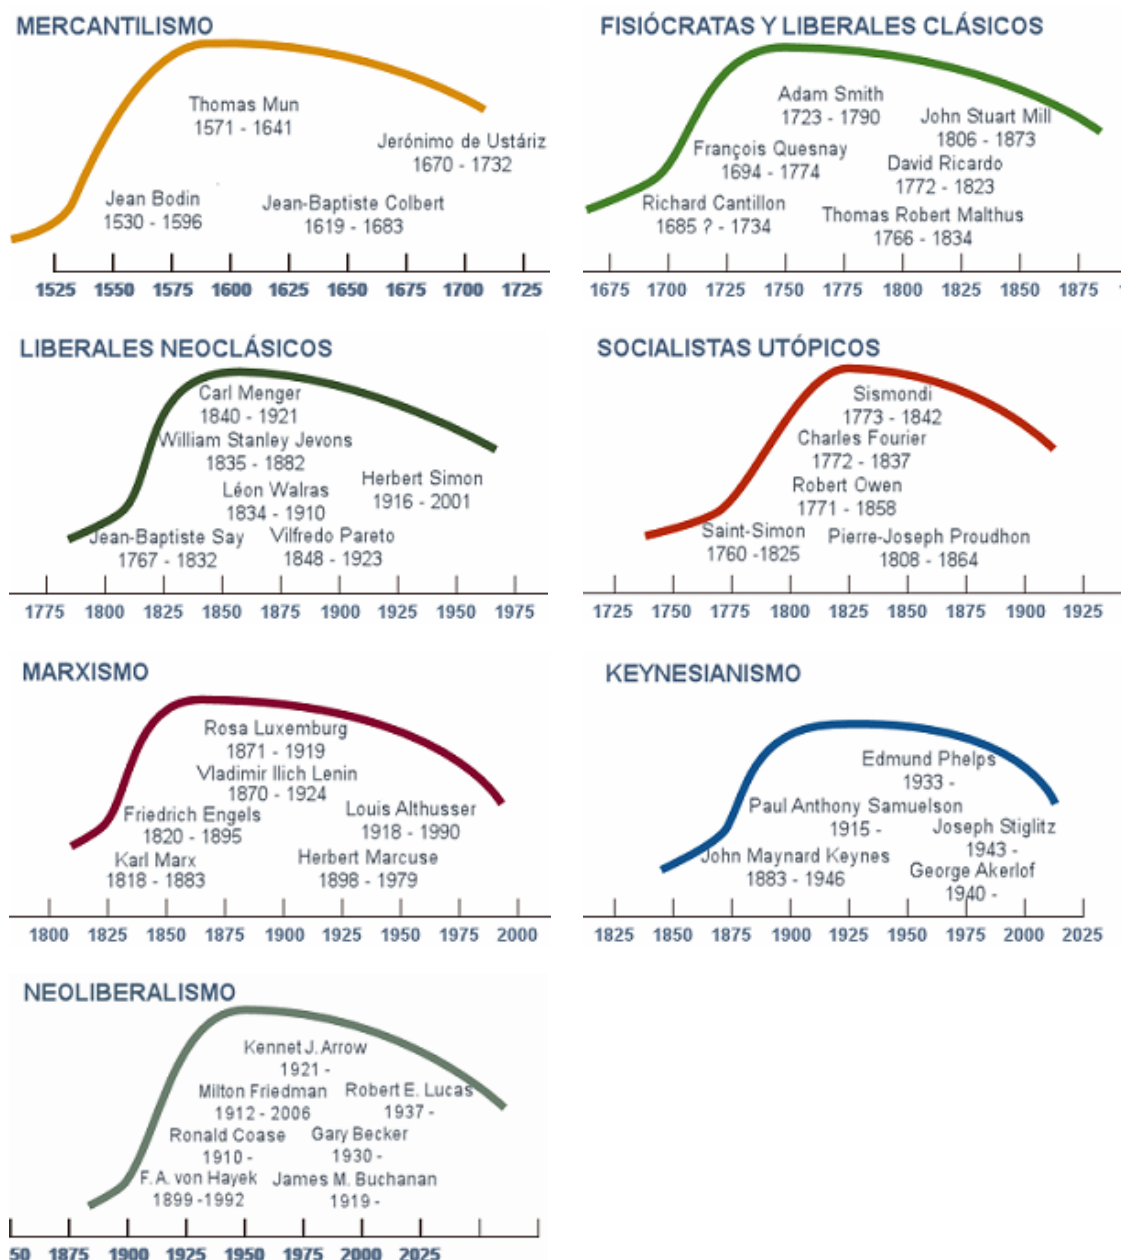 MERCANTILISMO
Thomas Mun
1571 - 1641
Jerónimo de Ustáriz
1670 - 1732
Jean Bodin
1530 - 1596
Jean-Baptiste Colbert
1619 - 1683
1525 1550 1575 1600 1625 1650 1675 1700 1725
FISIÓCRATAS Y LIBERALES CLÁSICOS
Adam Smith
1723 - 1790
John Stuart Mill
1806 - 1873
François Quesnay
1694 - 1774
David Ricardo
1772 - 1823
Richard Cantillon
1685 ? - 1734
Thomas Robert Malthus
1766 - 1834
1675 1700 1725 1750 1775 1800 1825 1850 1875
LIBERALES NEOCLÁSICOS
Carl Menger
1840 - 1921
William Stanley Jevons
1835 - 1882
Herbert Simon
1916 - 2001
Léon Walras
1834 - 1910
Jean-Baptiste Say
1767 - 1832
Vilfredo Pareto
1848 - 1923
1775 1800 1825 1850 1875 1900 1925 1950 1975
SOCIALISTAS UTÓPICOS
Sismondi
1773 - 1842
Charles Fourier
1772 - 1837
Robert Owen
1771 - 1858
Saint-Simon
1760 -1825
Pierre-Joseph Proudhon
1808 - 1864
1725 1750 1775 1800 1825 1850 1875 1900 1925
MARXISMO
Rosa Luxemburg
1871 - 1919
Vladimir Ilich Lenin
1870 - 1924
Friedrich Engels
1820 - 1895
Louis Althusser
1918 - 1990
Karl Marx
1818 - 1883
Herbert Marcuse
1898 - 1979
1800 1825 1850 1875 1900 1925 1950 1975 2000
KEYNESIANISMO
Edmund Phelps
1933 -
Paul Anthony Samuelson
1915 -
Joseph Stiglitz
1943 -
John Maynard Keynes
1883 - 1946
George Akerlof
1940 -
1825 1850 1875 1900 1925 1950 1975 2000 2025
NEOLIBERALISMO
Kennet J. Arrow
1921 -
Milton Friedman
1912 - 2006
Robert E. Lucas
1937 -
Ronald Coase
1910 -
Gary Becker
1930 -
F.A. von Hayek
1899 -1992
James M. Buchanan
1919 -
50 1875 1900 1925 1950 1975 2000 2025